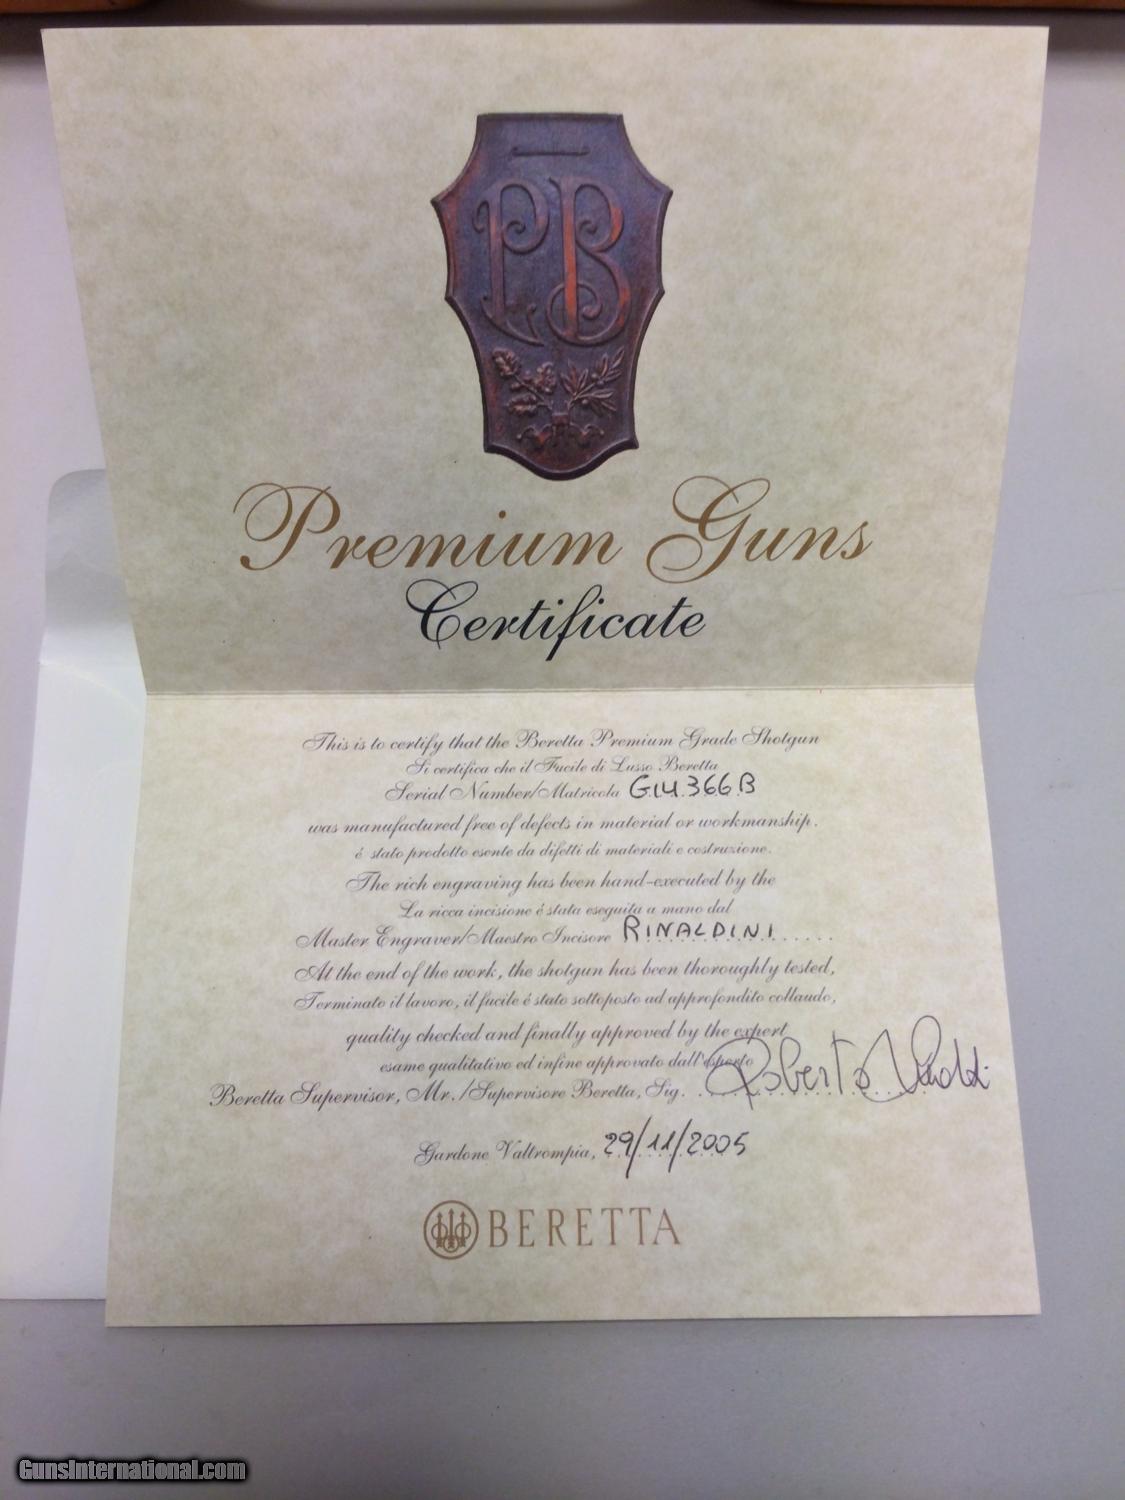 PB
Premium Guns
Certificate
This is to certify that the Beretta Premium Grade Shotgun
Si certifica che il Fucile di Lusso Beretta
Serial Number/Matricola G.I.U.366.B
was manufactured free of defects in material or workmanship.
é stato prodotto esente da difetti di materiali e costruzione.
The rich engraving has been hand-executed by the
La ricca incisione é stata eseguita a mano dal
Master Engraver/Maestro Incisore RINALDINI
At the end of the work, the shotgun has been thoroughly tested,
Terminato il lavoro, il fucile é stato sottoposto ad approfondito collaudo,
quality checked and finally approved by the expert
esame qualitativo ed infine approvato dall'esperto
Beretta Supervisor, Mr./Supervisore Beretta, Sig. Roberto
Gardone Valtrompia, 29/11/2005
BERETTA
GunsInternational.com